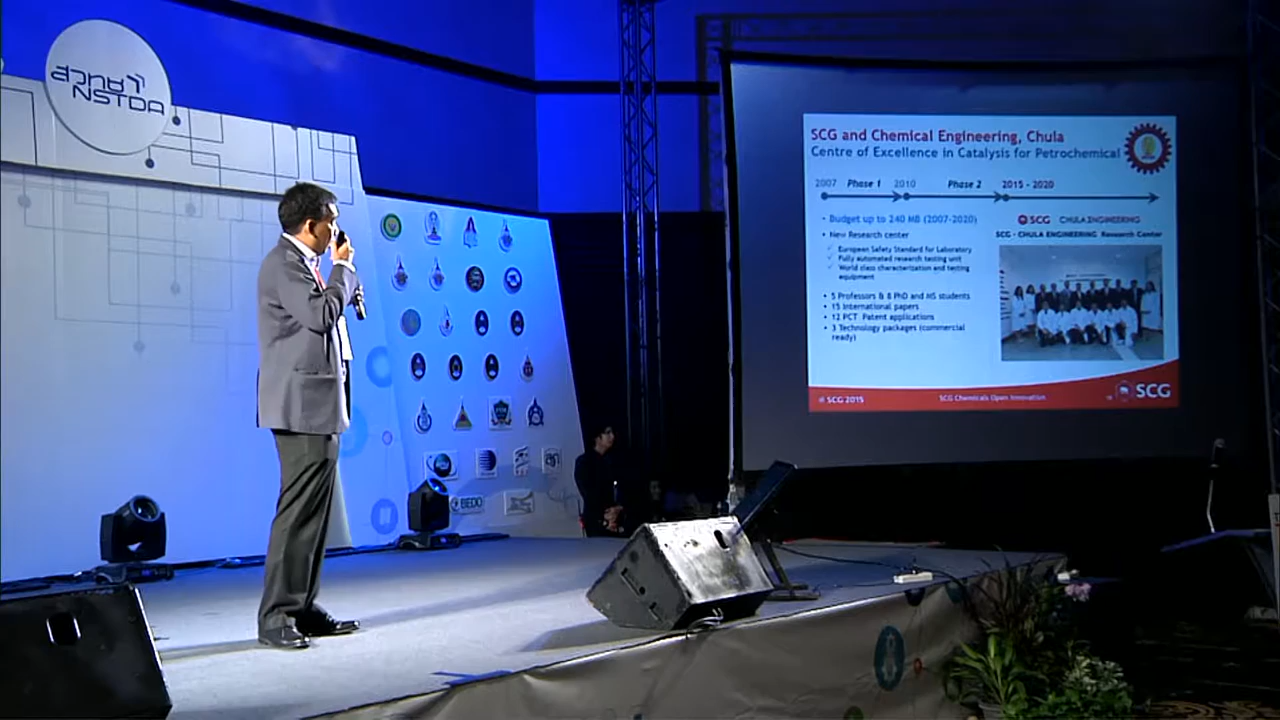 สวทช
NSTDA
SCG and Chemical Engineering, Chula
Centre of Excellence in Catalysis for Petrochemical
2007 Phase 1 2010 Phase 2 2015 - 2020
• Budget up to 240 MB (2007-2020)
• New Research center
✓ European Safety Standard for Laboratory
✓ Fully automated research testing unit
✓ World class characterization and testing
equipment
• 5 Professors & 8 PhD and MS students
• 15 International papers
• 12 PCT Patent applications
• 3 Technology packages (commercial
ready)
SCG CHULA ENGINEERING
SCG - CHULA ENGINEERING Research Center
© SCG 2015
SCG Chemicals Open Innovation
SCG
BEDO